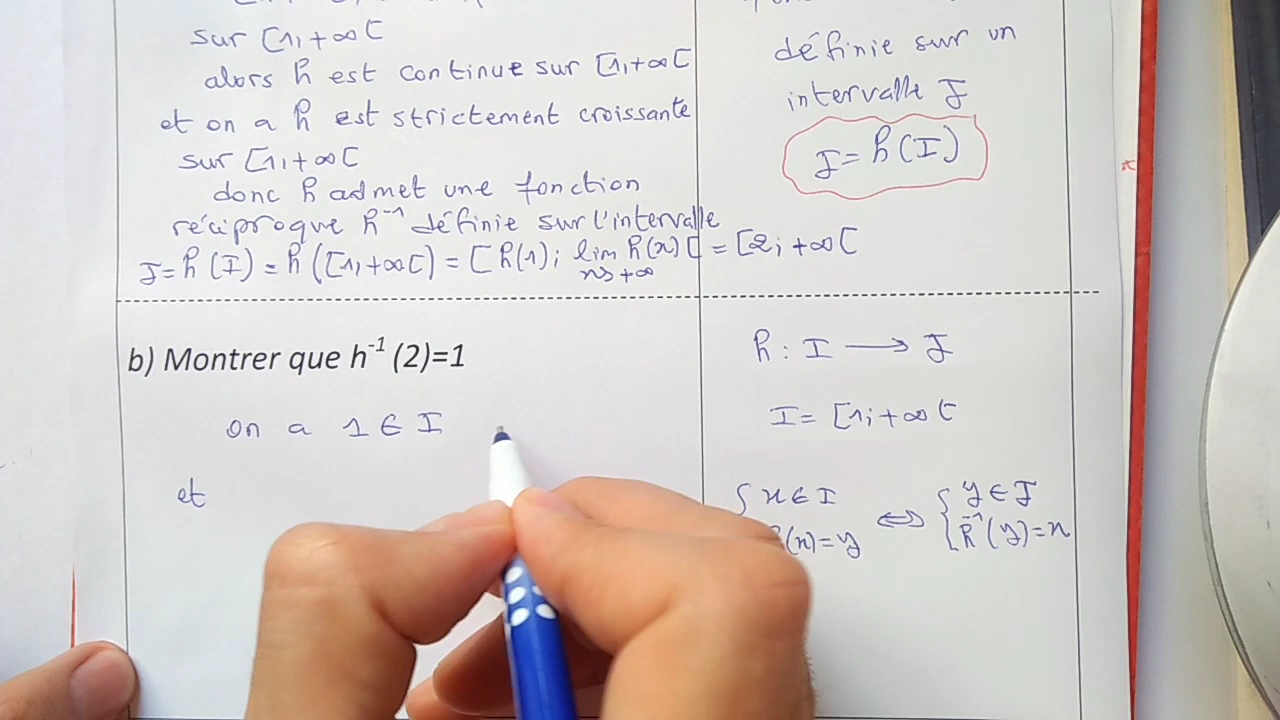 sur [1,+∞[
alors h est continue sur [1,+∞[
et on a h est strictement croissante
sur [1,+∞[
donc h admet une fonction
réciproque h⁻¹ définie sur l'intervalle
J=h(I)=h([1,+∞[)=[h(1); lim h(x)[=[2;+∞[
x→+∞
définie sur un
intervalle J
J=h(I)
b) Montrer que h⁻¹(2)=1
on a 1∈I
et
h: I → J
I=[1;+∞[
{x∈I ⇔ {y∈J
(x)=y h⁻¹(y)=x